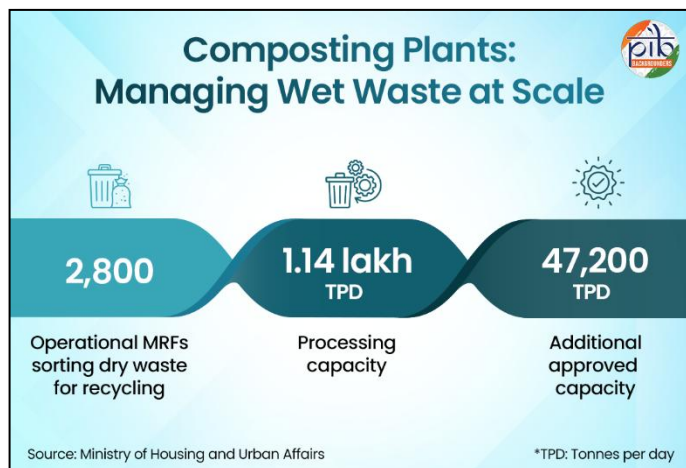 Composting Plants:
Managing Wet Waste at Scale
pib
BACKGROUNDERS
2,800
Operational MRFs
sorting dry waste
for recycling
1.14 lakh
TPD
Processing
capacity
47,200
TPD
Additional
approved
capacity
Source: Ministry of Housing and Urban Affairs
*TPD: Tonnes per day